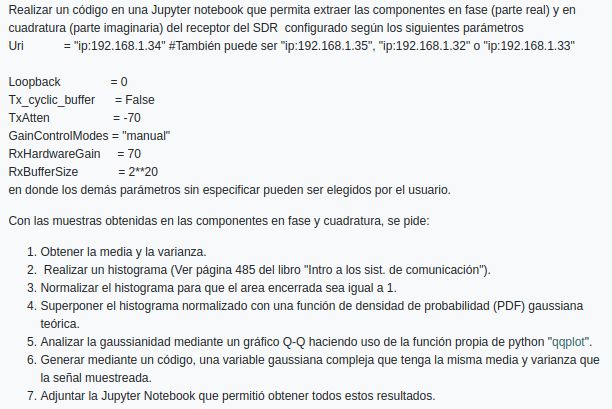 Realizar un código en una Jupyter notebook que permita extraer las componentes en fase (parte real) y en
cuadratura (parte imaginaria) del receptor del SDR configurado según los siguientes parámetros
Uri = "ip:192.168.1.34" #También puede ser "ip:192.168.1.35", "ip:192.168.1.32" o "ip:192.168.1.33"
Loopback = 0
Tx_cyclic_buffer = False
TxAtten = -70
GainControlModes = "manual"
RxHardwareGain = 70
RxBufferSize = 2**20
en donde los demás parámetros sin especificar pueden ser elegidos por el usuario.
Con las muestras obtenidas en las componentes en fase y cuadratura, se pide:
1. Obtener la media y la varianza.
2. Realizar un histograma (Ver página 485 del libro "Intro a los sist. de comunicación").
3. Normalizar el histograma para que el area encerrada sea igual a 1.
4. Superponer el histograma normalizado con una función de densidad de probabilidad (PDF) gaussiana
teórica.
5. Analizar la gaussianidad mediante un gráfico Q-Q haciendo uso de la función propia de python "qqplot".
6. Generar mediante un código, una variable gaussiana compleja que tenga la misma media y varianza que
la señal muestreada.
7. Adjuntar la Jupyter Notebook que permitió obtener todos estos resultados.